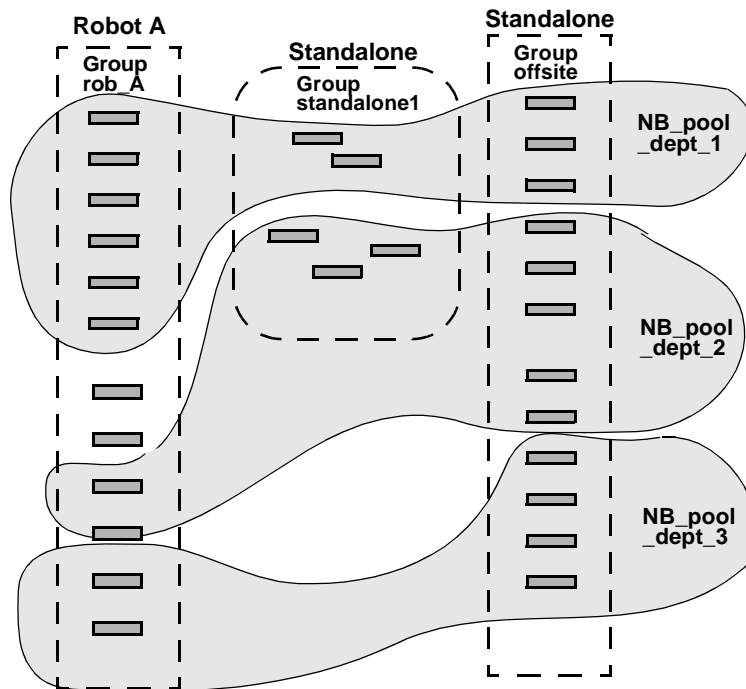 Robot A
Group
rob_A
Standalone
Group
standalone1
Standalone
Group
offsite
NB_pool
_dept_1
NB_pool
_dept_2
NB_pool
_dept_3